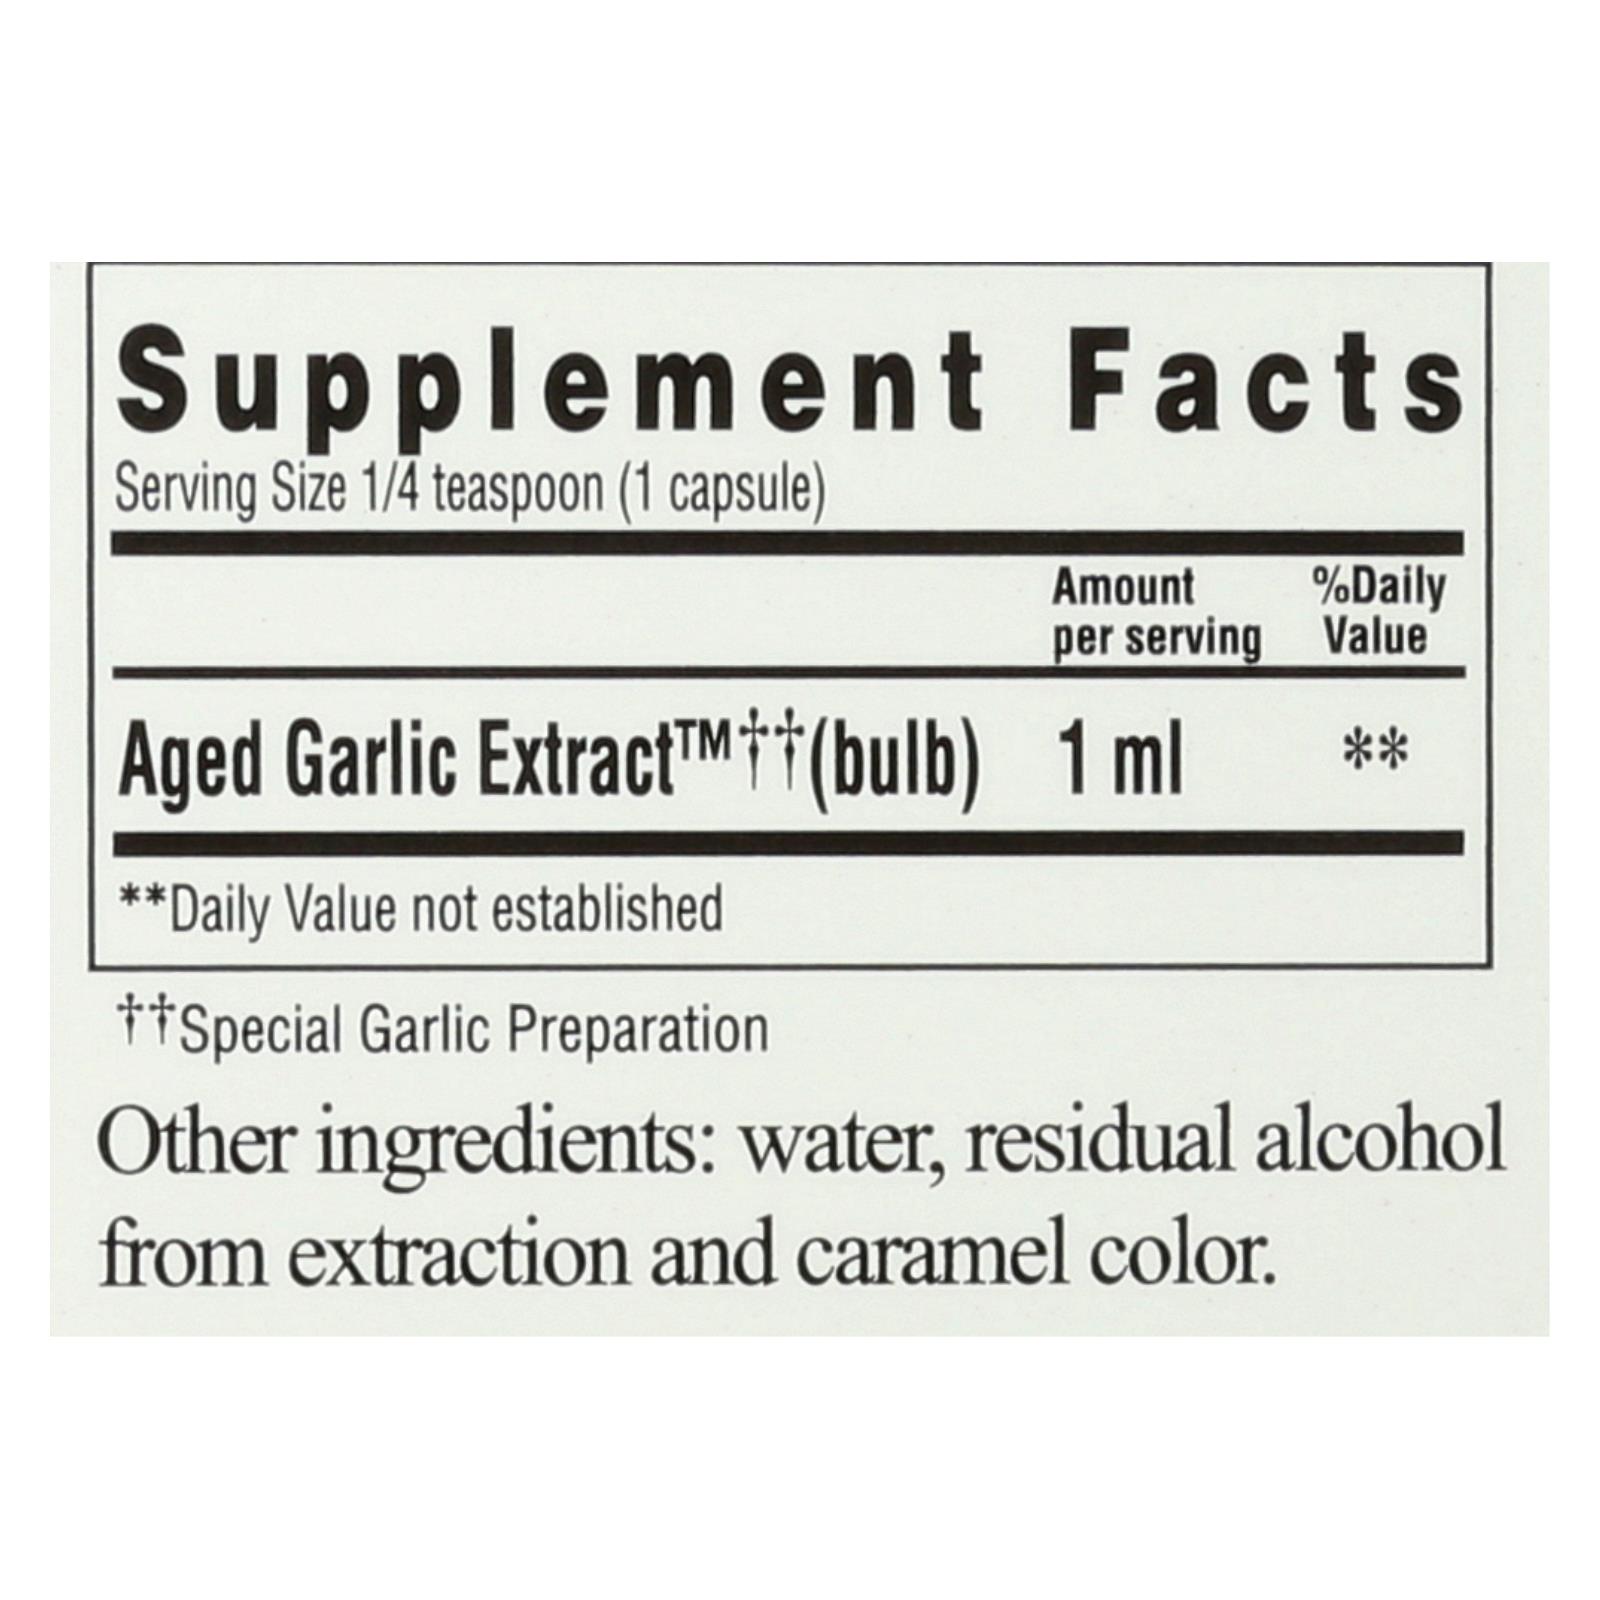 Supplement Facts
Serving Size 1/4 teaspoon (1 capsule)
Amount per serving %Daily Value
Aged Garlic Extract™††(bulb) 1 ml **
**Daily Value not established
††Special Garlic Preparation
Other ingredients: water, residual alcohol
from extraction and caramel color.